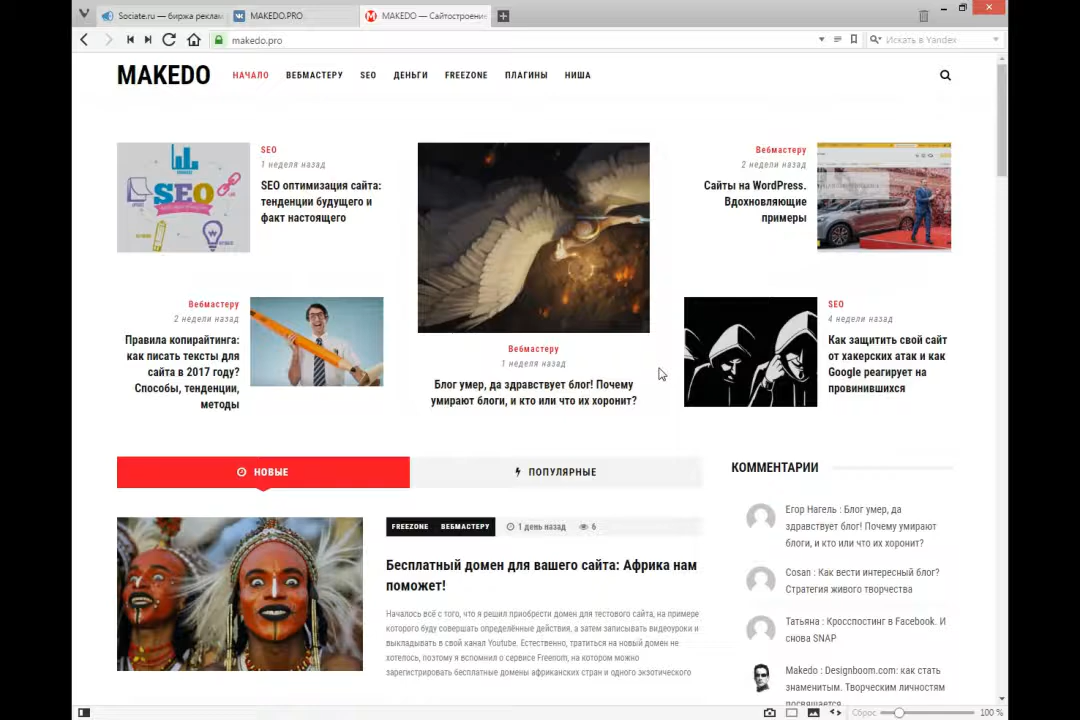 Sociate.ru — биржа реклам
MAKEDO.PRO
MAKEDO — Сайтостроение
makedo.pro
Искать в Yandex
MAKEDO
НАЧАЛО ВЕБМАСТЕРУ SEO ДЕНЬГИ FREEZONE ПЛАГИНЫ НИША
SEO
SEO
1 неделя назад
SEO оптимизация сайта:
тенденции будущего и
факт настоящего
Вебмастеру
2 недели назад
Правила копирайтинга:
как писать тексты для
сайта в 2017 году?
Способы, тенденции,
методы
Вебмастеру
1 неделя назад
Блог умер, да здравствует блог! Почему
умирают блоги, и кто или что их хоронит?
Вебмастеру
2 недели назад
Сайты на WordPress.
Вдохновляющие
примеры
SEO
4 недели назад
Как защитить свой сайт
от хакерских атак и как
Google реагирует на
провинившихся
НОВЫЕ
ПОПУЛЯРНЫЕ
FREEZONE ВЕБМАСТЕРУ 1 день назад 6
Бесплатный домен для вашего сайта: Африка нам
поможет!
Началось всё с того, что я решил приобрести домен для тестового сайта, на примере
которого буду совершать определённые действия, а затем записывать видеоуроки и
выкладывать в свой канал Youtube. Естественно, тратиться на новый домен не
хотелось, поэтому я вспомнил о сервисе Freenom, на котором можно
зарегистрировать бесплатные домены африканских стран и одного экзотического
КОММЕНТАРИИ
Егор Нагель : Блог умер, да
здравствует блог! Почему умирают
блоги, и кто или что их хоронит?
Cosan : Как вести интересный блог?
Стратегия живого творчества
Татьяна : Кросспостинг в Facebook. И
снова SNAP
Makedo : Designboom.com: как стать
знаменитым. Творческим личностям
посвящается
Сброс
100 %